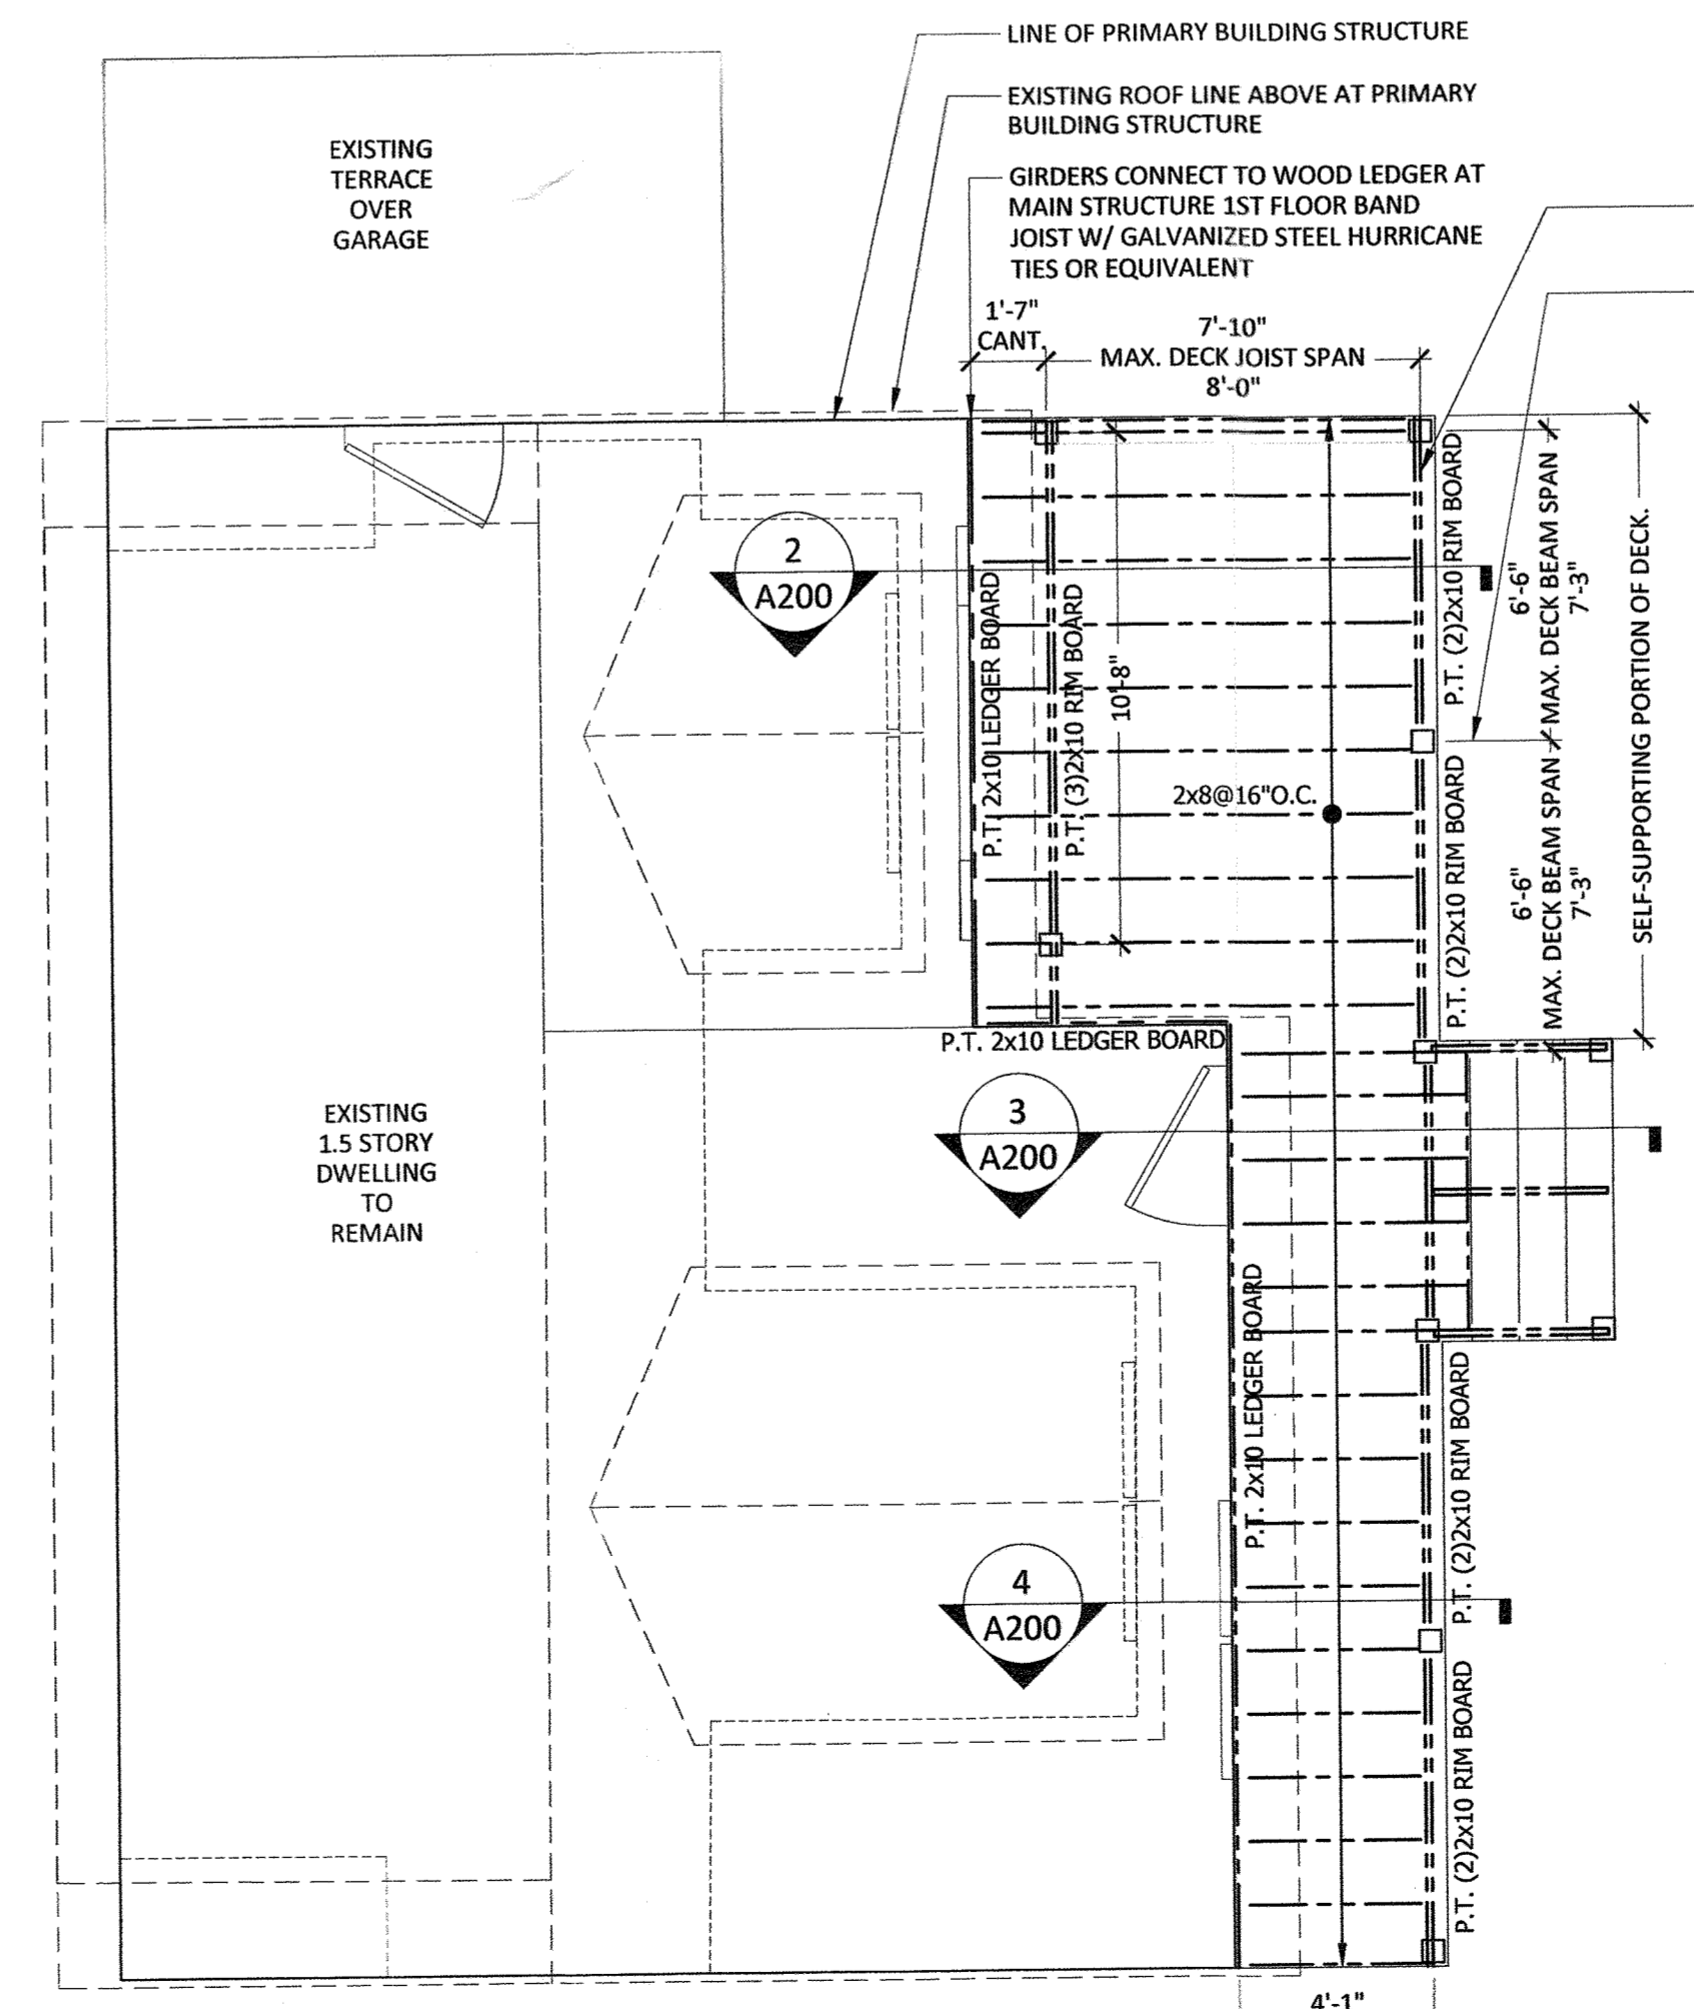 LINE OF PRIMARY BUILDING STRUCTURE
EXISTING ROOF LINE ABOVE AT PRIMARY
BUILDING STRUCTURE
GIRDERS CONNECT TO WOOD LEDGER AT
MAIN STRUCTURE 1ST FLOOR BAND
JOIST W/ GALVANIZED STEEL HURRICANE
TIES OR EQUIVALENT
EXISTING
TERRACE
OVER
GARAGE
1'-7"
CANT.
7'-10"
MAX. DECK JOIST SPAN
8'-0"
2
A200
P.T. 2x10 LEDGER BOARD
P.T. (3)2x10 RIM BOARD
10'-8"
2x8@16"O.C.
P.T. (2)2x10 RIM BOARD
6'-6"
MAX. DECK BEAM SPAN
7'-3"
P.T. (2)2x10 RIM BOARD
6'-6"
MAX. DECK BEAM SPAN
7'-3"
SELF-SUPPORTING PORTION OF DECK.
P.T. 2x10 LEDGER BOARD
EXISTING
1.5 STORY
DWELLING
TO
REMAIN
3
A200
P.T. 2x10 LEDGER BOARD
P.T. (2)2x10 RIM BOARD
4
A200
P.T. (2)2x10 RIM BOARD
4'-1"